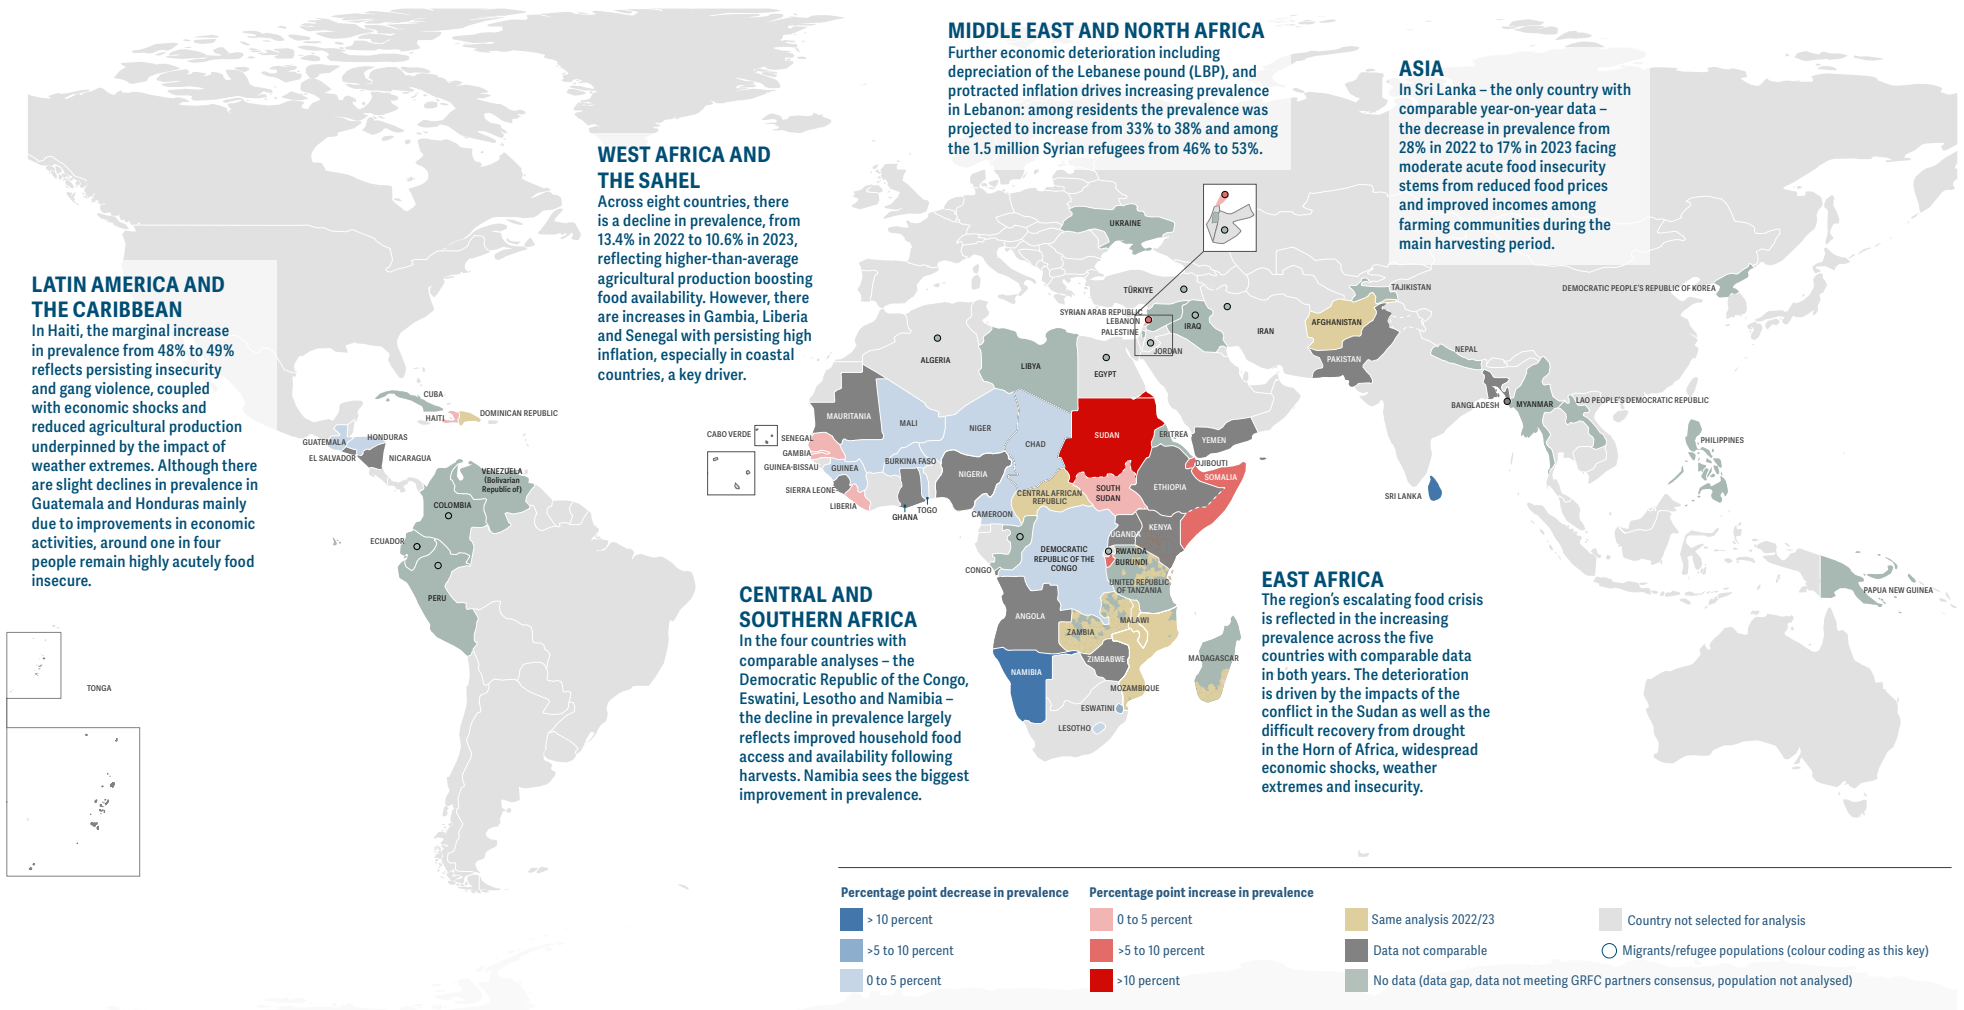 MIDDLE EAST AND NORTH AFRICA
Further economic deterioration including
depreciation of the Lebanese pound (LBP), and
protracted inflation drives increasing prevalence
in Lebanon: among residents the prevalence was
projected to increase from 33% to 38% and among
the 1.5 million Syrian refugees from 46% to 53%.
ASIA
In Sri Lanka – the only country with
comparable year-on-year data –
the decrease in prevalence from
28% in 2022 to 17% in 2023 facing
moderate acute food insecurity
stems from reduced food prices
and improved incomes among
farming communities during the
main harvesting period.
WEST AFRICA AND
THE SAHEL
Across eight countries, there
is a decline in prevalence, from
13.4% in 2022 to 10.6% in 2023,
reflecting higher-than-average
agricultural production boosting
food availability. However, there
are increases in Gambia, Liberia
and Senegal with persisting high
inflation, especially in coastal
countries, a key driver.
LATIN AMERICA AND
THE CARIBBEAN
In Haiti, the marginal increase
in prevalence from 48% to 49%
reflects persisting insecurity
and gang violence, coupled
with economic shocks and
reduced agricultural production
underpinned by the impact of
weather extremes. Although there
are slight declines in prevalence in
Guatemala and Honduras mainly
due to improvements in economic
activities, around one in four
people remain highly acutely food
insecure.
CENTRAL AND
SOUTHERN AFRICA
In the four countries with
comparable analyses – the
Democratic Republic of the Congo,
Eswatini, Lesotho and Namibia –
the decline in prevalence largely
reflects improved household food
access and availability following
harvests. Namibia sees the biggest
improvement in prevalence.
EAST AFRICA
The region's escalating food crisis
is reflected in the increasing
prevalence across the five
countries with comparable data
in both years. The deterioration
is driven by the impacts of the
conflict in the Sudan as well as the
difficult recovery from drought
in the Horn of Africa, widespread
economic shocks, weather
extremes and insecurity.
CUBA
HAITI
DOMINICAN REPUBLIC
GUATEMALA
HONDURAS
EL SALVADOR
NICARAGUA
VENEZUELA
(Bolivarian
Republic of)
COLOMBIA
ECUADOR
PERU
TONGA
UKRAINE
TÜRKIYE
SYRIAN ARAB REPUBLIC
LEBANON
PALESTINE
IRAQ
JORDAN
IRAN
AFGHANISTAN
TAJIKISTAN
PAKISTAN
NEPAL
BANGLADESH
MYANMAR
LAO PEOPLE'S DEMOCRATIC REPUBLIC
DEMOCRATIC PEOPLE'S REPUBLIC OF KOREA
PHILIPPINES
SRI LANKA
PAPUA NEW GUINEA
ALGERIA
LIBYA
EGYPT
MAURITANIA
MALI
NIGER
CHAD
SUDAN
ERITREA
YEMEN
CABO VERDE
SENEGAL
GAMBIA
GUINEA-BISSAU
GUINEA
BURKINA FASO
SIERRA LEONE
LIBERIA
GHANA
TOGO
NIGERIA
CAMEROON
CENTRAL AFRICAN
REPUBLIC
SOUTH
SUDAN
ETHIOPIA
DJIBOUTI
SOMALIA
UGANDA
KENYA
RWANDA
BURUNDI
CONGO
DEMOCRATIC
REPUBLIC OF THE
CONGO
UNITED REPUBLIC
OF TANZANIA
ANGOLA
ZAMBIA
MALAWI
ZIMBABWE
MOZAMBIQUE
MADAGASCAR
NAMIBIA
ESWATINI
LESOTHO
Percentage point decrease in prevalence
> 10 percent
>5 to 10 percent
0 to 5 percent
Percentage point increase in prevalence
0 to 5 percent
>5 to 10 percent
>10 percent
Same analysis 2022/23
Data not comparable
No data (data gap, data not meeting GRFC partners consensus, population not analysed)
Country not selected for analysis
Migrants/refugee populations (colour coding as this key)